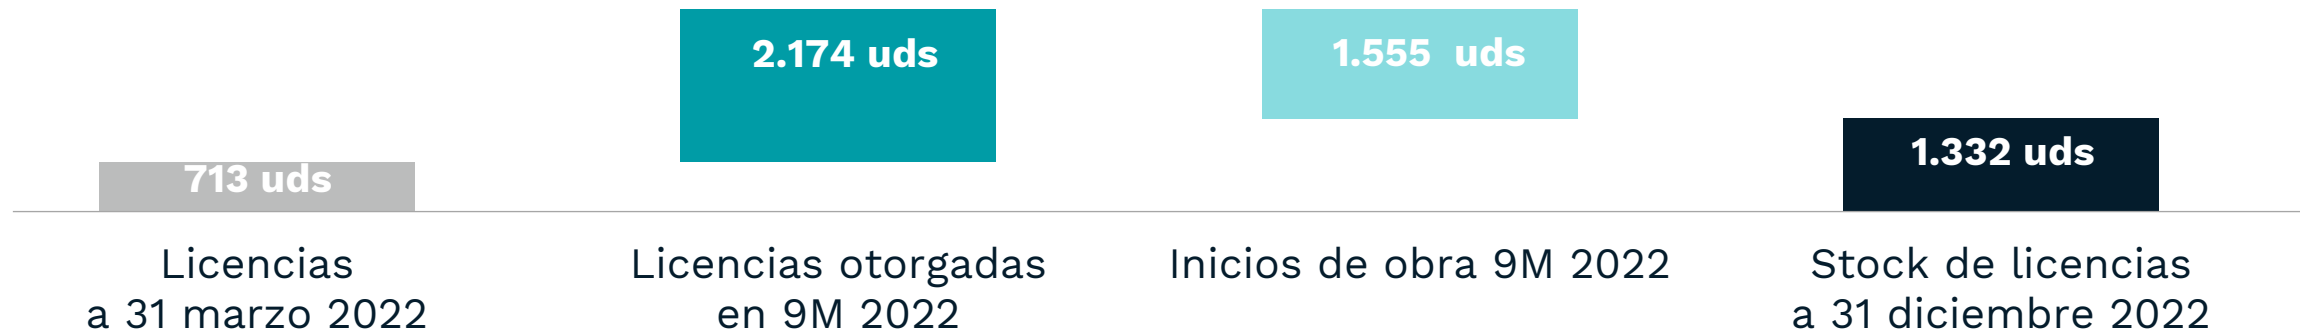 713 uds
2.174 uds
1.555 uds
1.332 uds
Licencias
a 31 marzo 2022
Licencias otorgadas
en 9M 2022
Inicios de obra 9M 2022
Stock de licencias
a 31 diciembre 2022